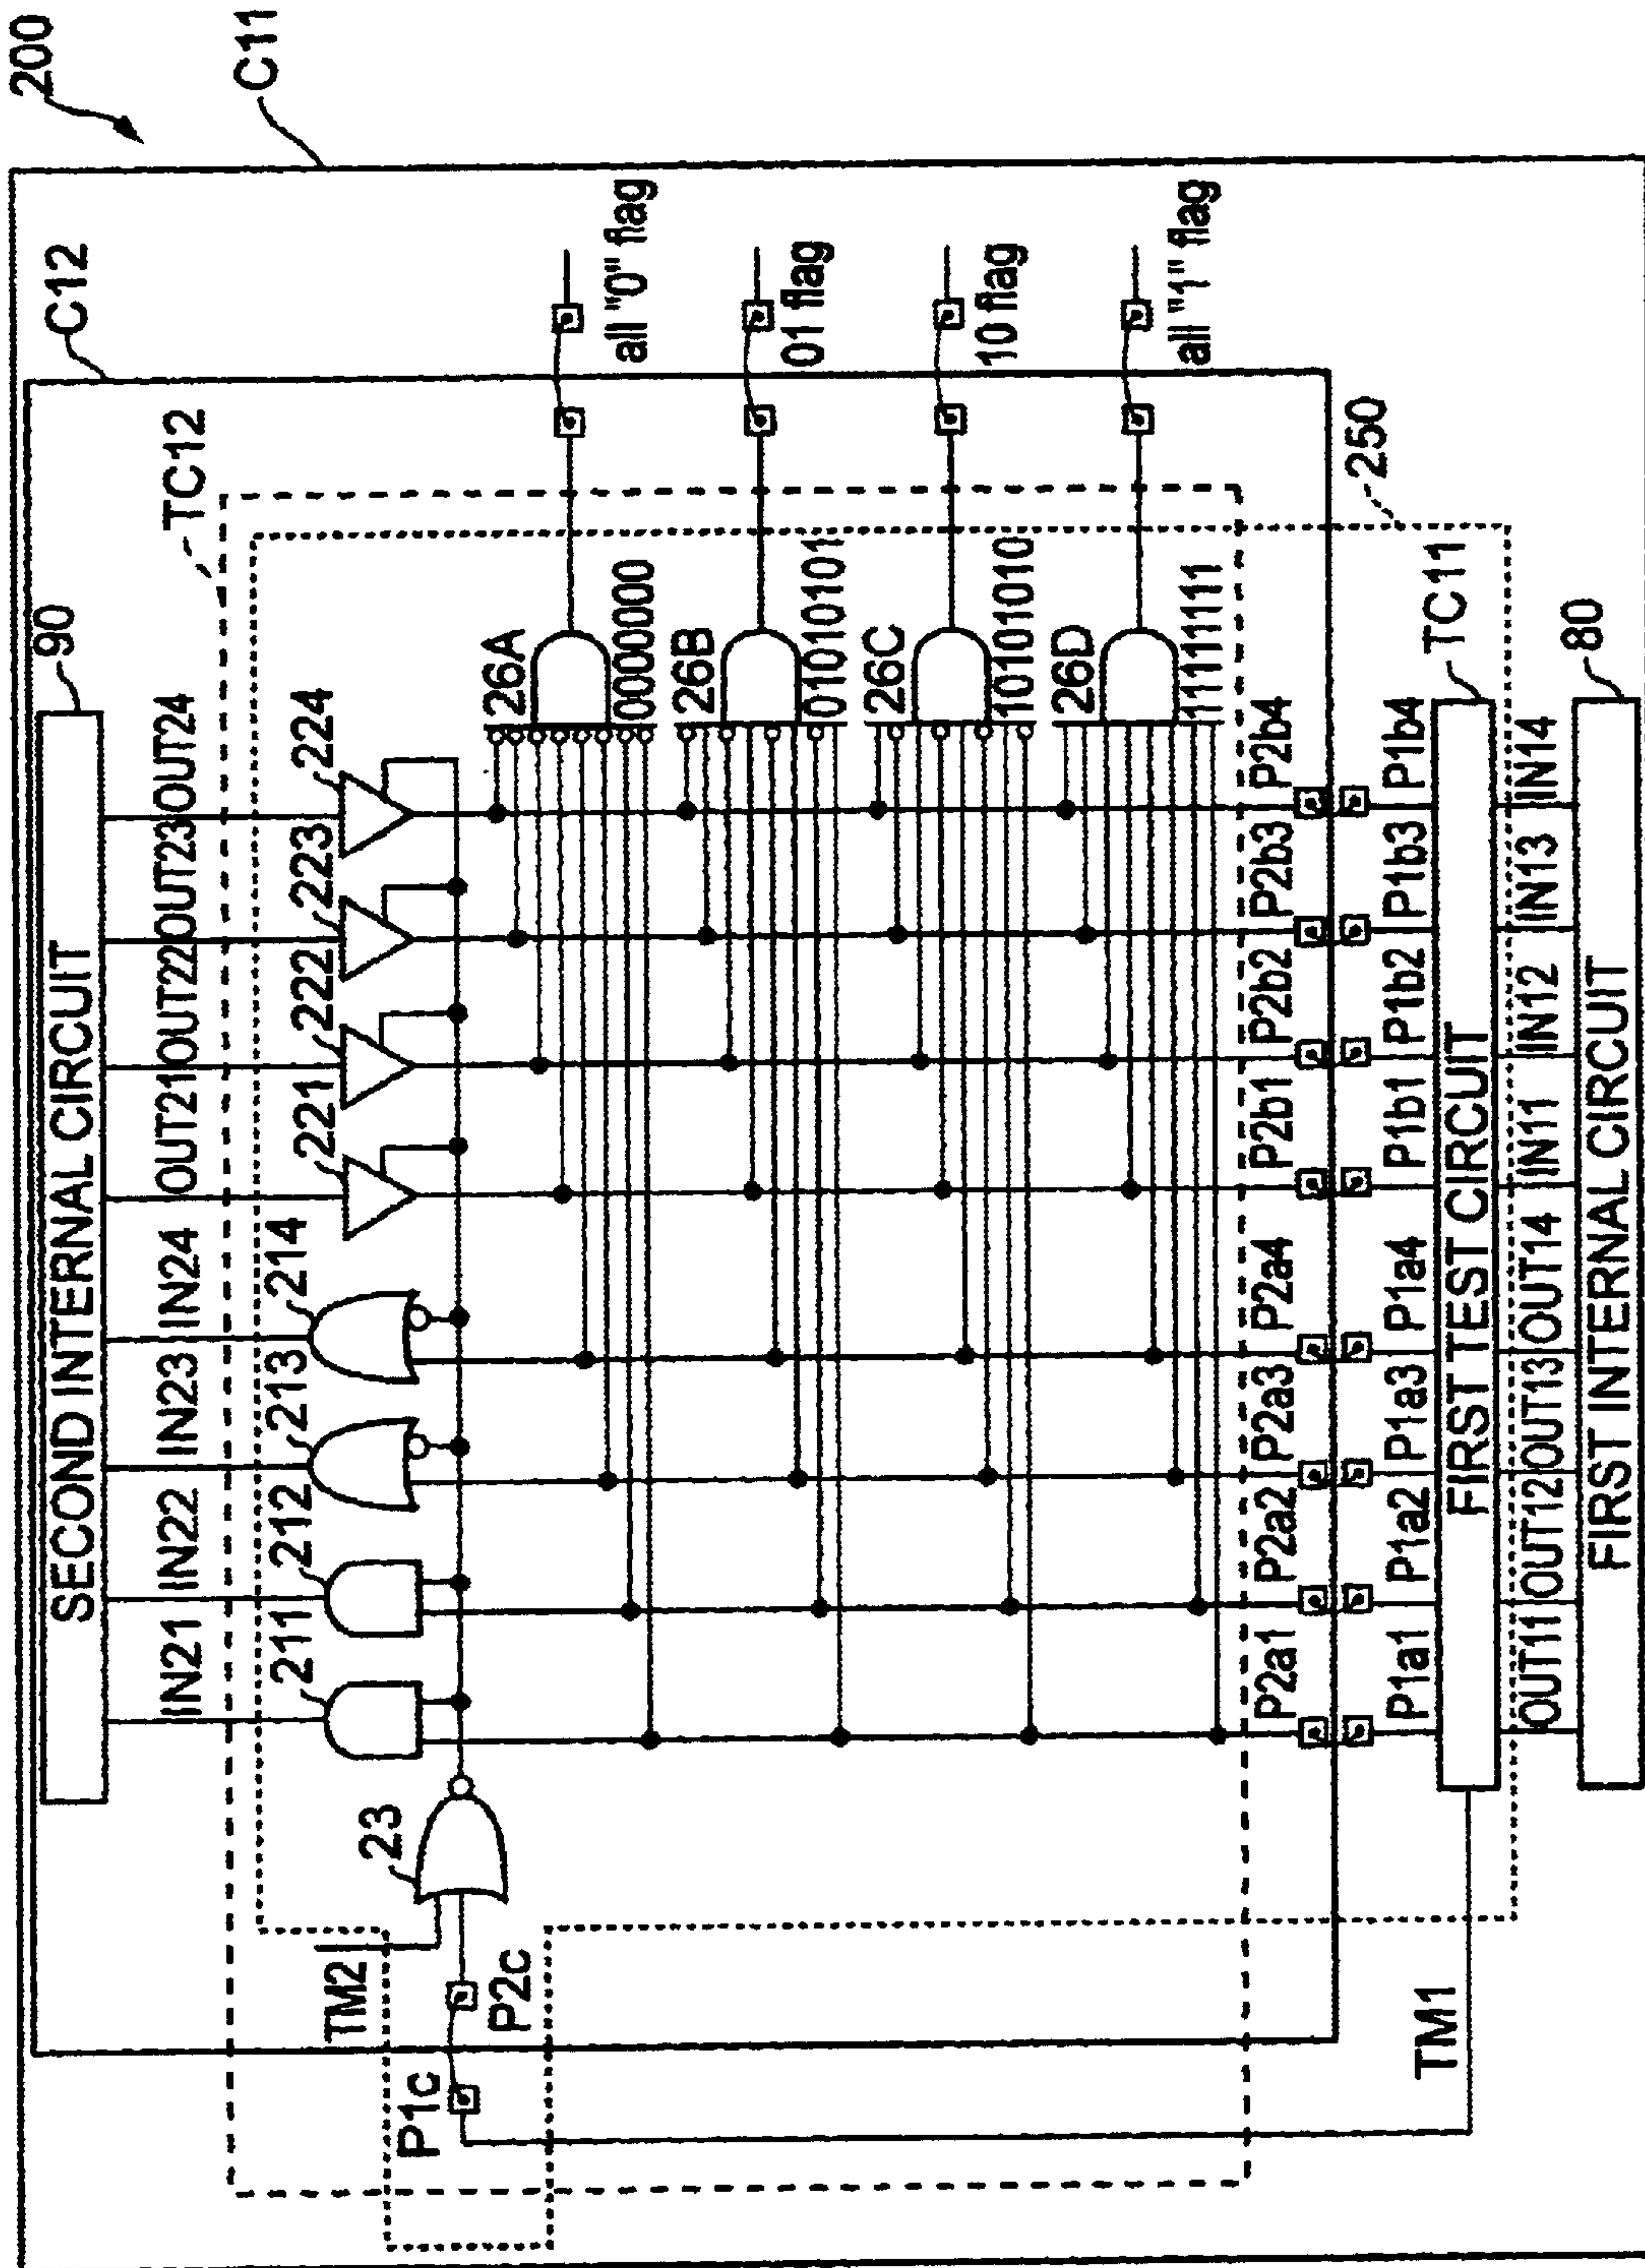 200
C11
C12
90
SECOND INTERNAL CIRCUIT
TC12
IN21
IN22
IN23
IN24
OUT21
OUT22
OUT23
OUT24
211
212
213
214
221
222
223
224
23
TM2
P1c
P2c
26A
0000000
all "0" flag
26B
01010101
01 flag
26C
10101010
10 flag
26D
1111111
all "1" flag
P2a1
P2a2
P2a3
P2a4
P2b1
P2b2
P2b3
P2b4
250
P1a1
P1a2
P1a3
P1a4
P1b1
P1b2
P1b3
P1b4
TM1
FIRST TEST CIRCUIT
TC11
OUT11
OUT12
OUT13
OUT14
IN11
IN12
IN13
IN14
80
FIRST INTERNAL CIRCUIT